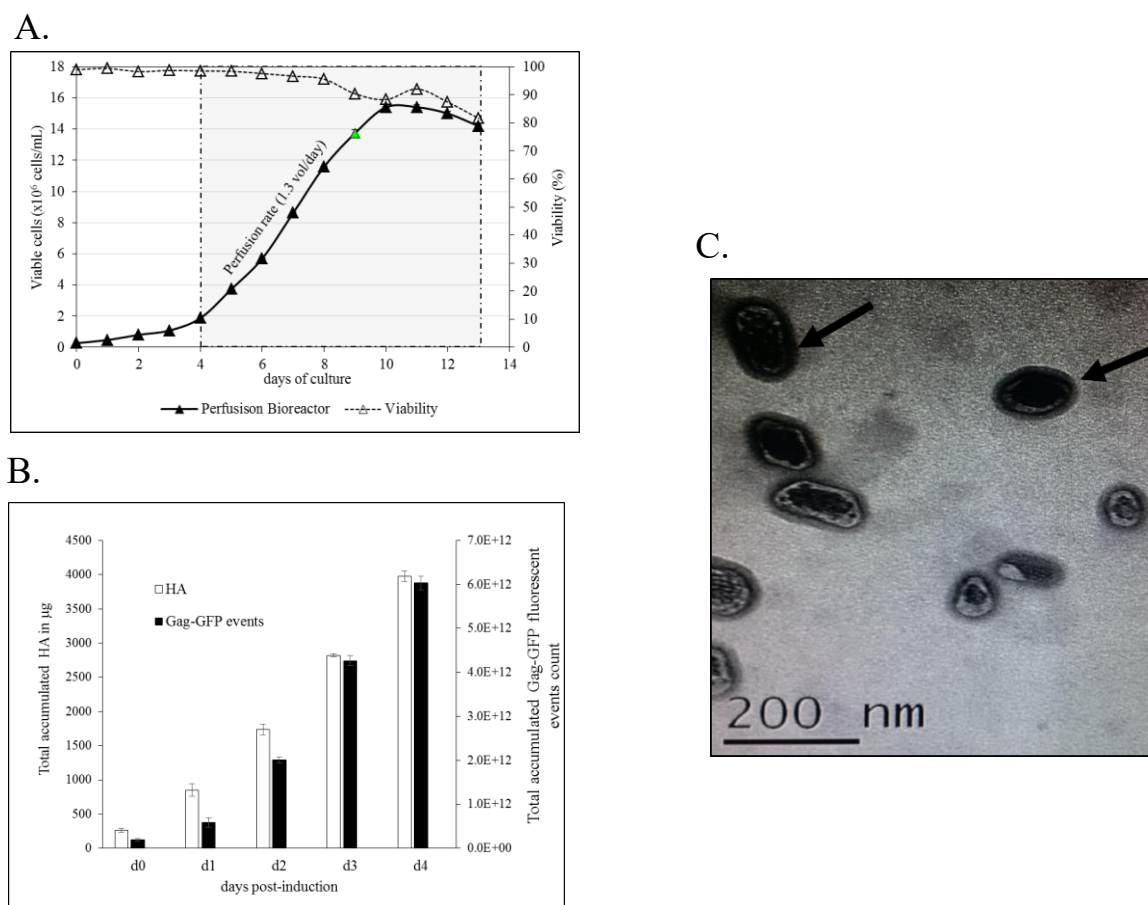 A.
18
16
14
12
10
8
6
4
2
0
Viable cells (x10⁶ cells/mL)
Perfusion rate (1.3 vol/day)
100
90
80
70
60
50
40
30
20
10
0
Viability (%)
0 2 4 6 8 10 12 14
days of culture
Perfusison Bioreactor Viability
B.
4500
4000
3500
3000
2500
2000
1500
1000
500
0
Total accumulated HA in µg
HA
Gag-GFP events
7.0E+12
6.0E+12
5.0E+12
4.0E+12
3.0E+12
2.0E+12
1.0E+12
0.0E+00
Total accumulated Gag-GFP fluorescent
events count
d0 d1 d2 d3 d4
days post-induction
C.
200 nm